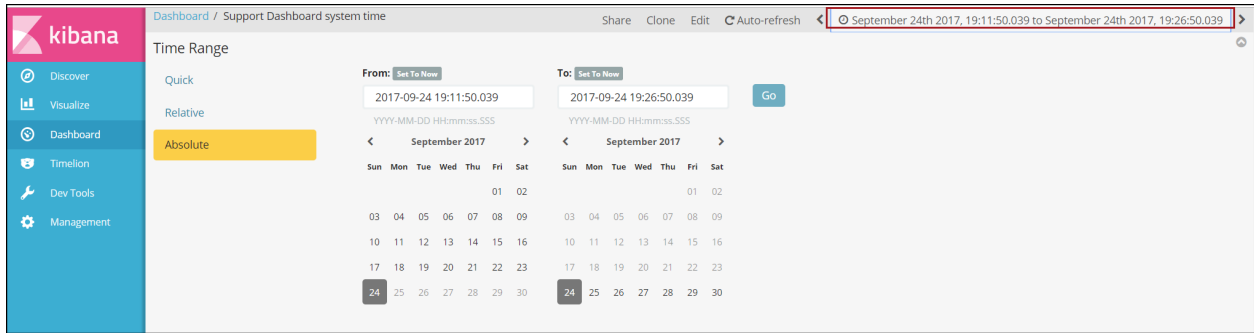 kibana
Discover
Visualize
Dashboard
Timelion
Dev Tools
Management
Dashboard / Support Dashboard system time
Share Clone Edit Auto-refresh September 24th 2017, 19:11:50.039 to September 24th 2017, 19:26:50.039
Time Range
Quick
Relative
Absolute
From: Set To Now
2017-09-24 19:11:50.039
YYYY-MM-DD HH:mm:ss.SSS
September 2017
Sun Mon Tue Wed Thu Fri Sat
01 02
03 04 05 06 07 08 09
10 11 12 13 14 15 16
17 18 19 20 21 22 23
24 25 26 27 28 29 30
To: Set To Now
2017-09-24 19:26:50.039
YYYY-MM-DD HH:mm:ss.SSS
September 2017
Sun Mon Tue Wed Thu Fri Sat
01 02
03 04 05 06 07 08 09
10 11 12 13 14 15 16
17 18 19 20 21 22 23
24 25 26 27 28 29 30
Go